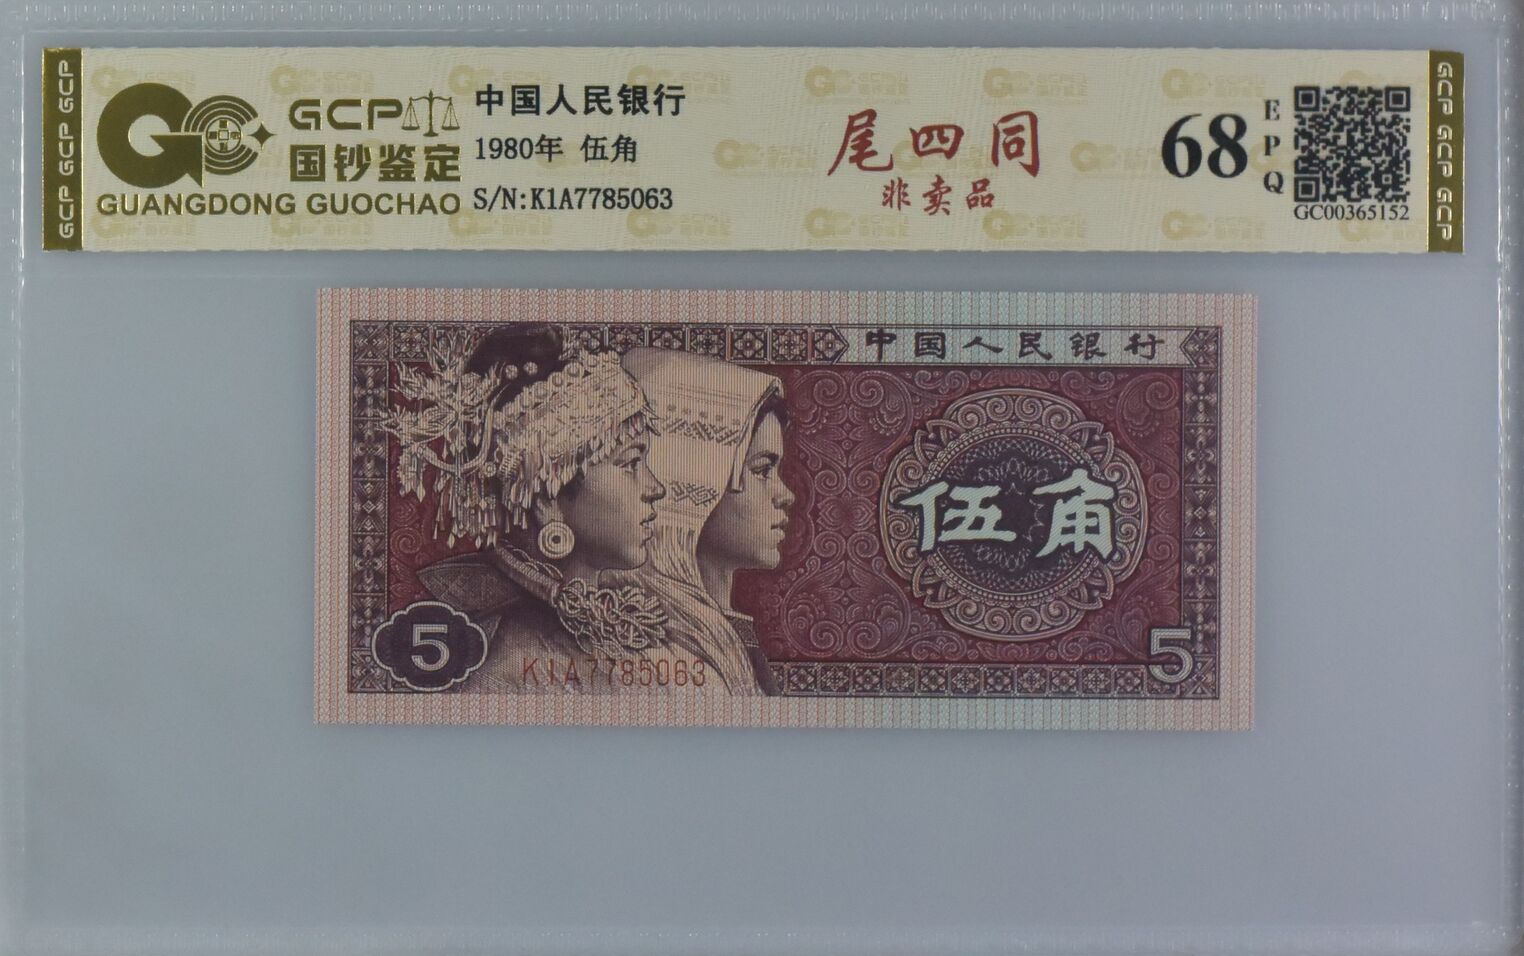 GCP GCP GCP
GCP
国钞鉴定
GUANGDONG GUOCHAO
中国人民银行
1980年 伍角
S/N:K1A7785063
尾四同
非卖品
68
EPQ
GC00365152
GCP GCP GCP
中国人民银行
伍角
5
K1A7785063
5